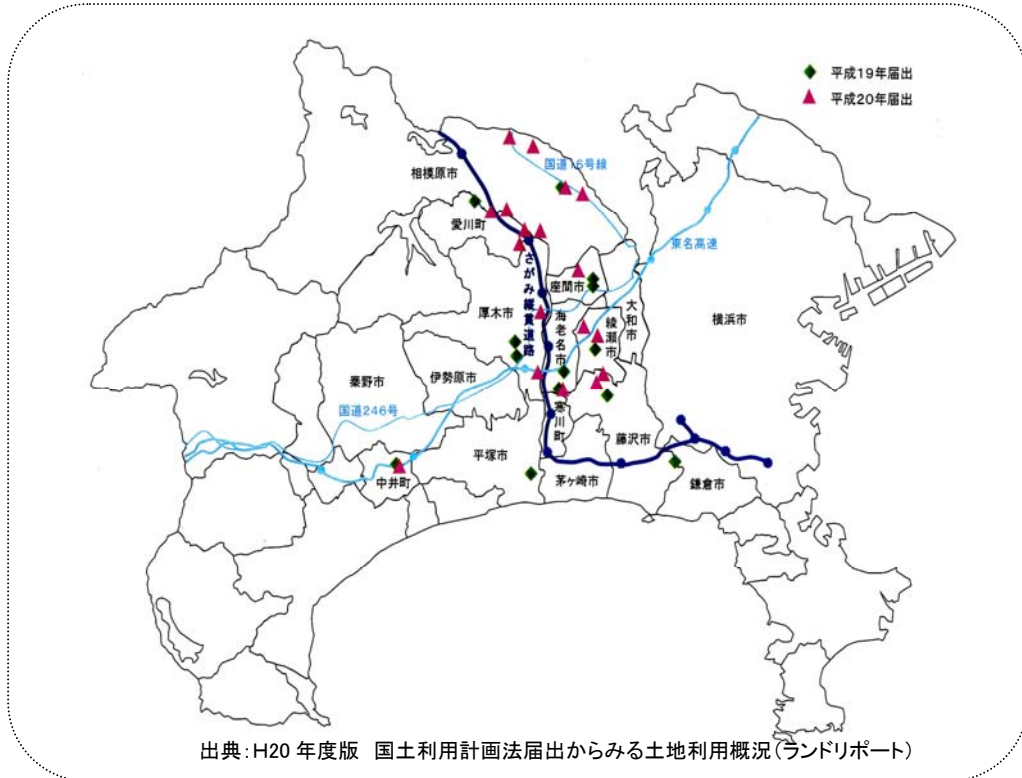 平成19年届出
平成20年届出
国道16号線
相模原市
愛川町
東名高速
さがみ縦貫道路
座間市
厚木市
海老名市
綾瀬市
大和市
横浜市
秦野市
伊勢原市
国道246号
寒川町
藤沢市
平塚市
中井町
茅ヶ崎市
鎌倉市
出典：H20 年度版 国土利用計画法届出からみる土地利用概況（ランドリポート）